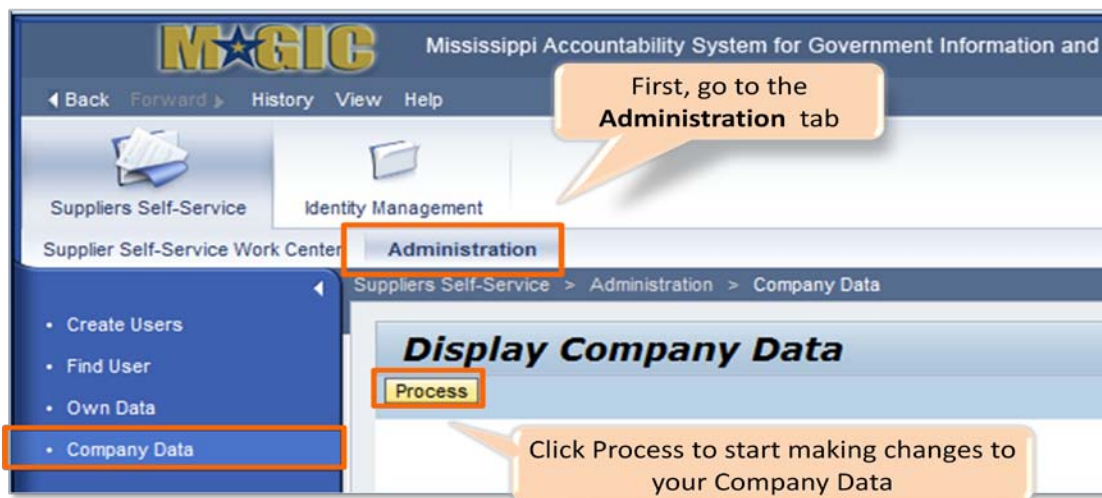 MAGIC
Mississippi Accountability System for Government Information and
Back Forward History View Help
First, go to the
Administration tab
Suppliers Self-Service Identity Management
Supplier Self-Service Work Center Administration
Suppliers Self-Service > Administration > Company Data
• Create Users
• Find User
• Own Data
• Company Data
Display Company Data
Process
Click Process to start making changes to
your Company Data